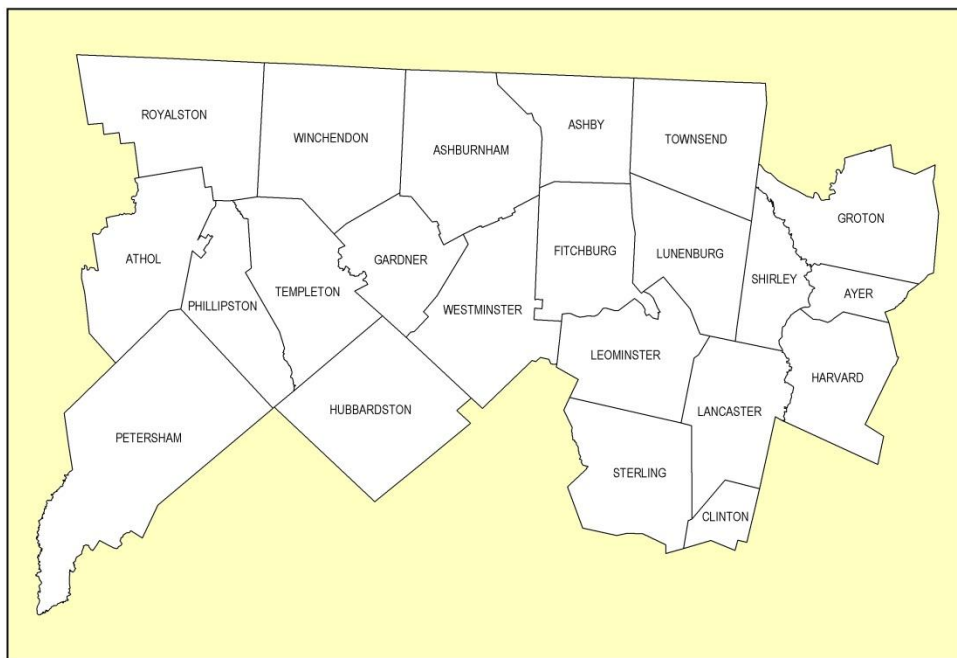 ROYALSTON
WINCHENDON
ASHBURNHAM
ASHBY
TOWNSEND
GROTON
ATHOL
PHILLIPSTON
TEMPLETON
GARDNER
WESTMINSTER
FITCHBURG
LUNENBURG
SHIRLEY
AYER
HARVARD
LEOMINSTER
LANCASTER
HUBBARDSTON
PETERSHAM
STERLING
CLINTON